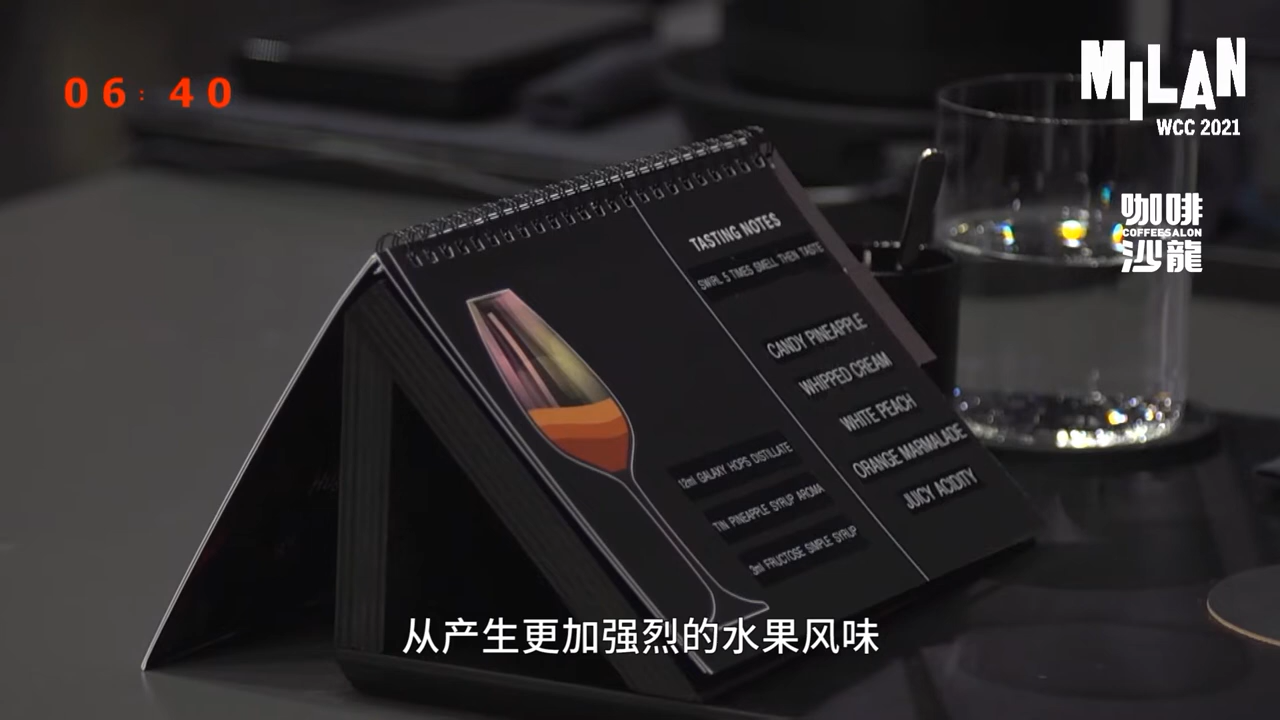 06:40
MILAN
WCC 2021
咖啡
COFFEESALON
沙龍
TASTING NOTES
SWIRL 5 TIMES SMELL THEN TASTE
CANDY PINEAPPLE
WHIPPED CREAM
WHITE PEACH
ORANGE MARMALADE
JUICY ACIDITY
12ml GALAXY HOPS DISTILLATE
TIN PINEAPPLE SYRUP AROMA
3ml FRUCTOSE SIMPLE SYRUP
从产生更加强烈的水果风味